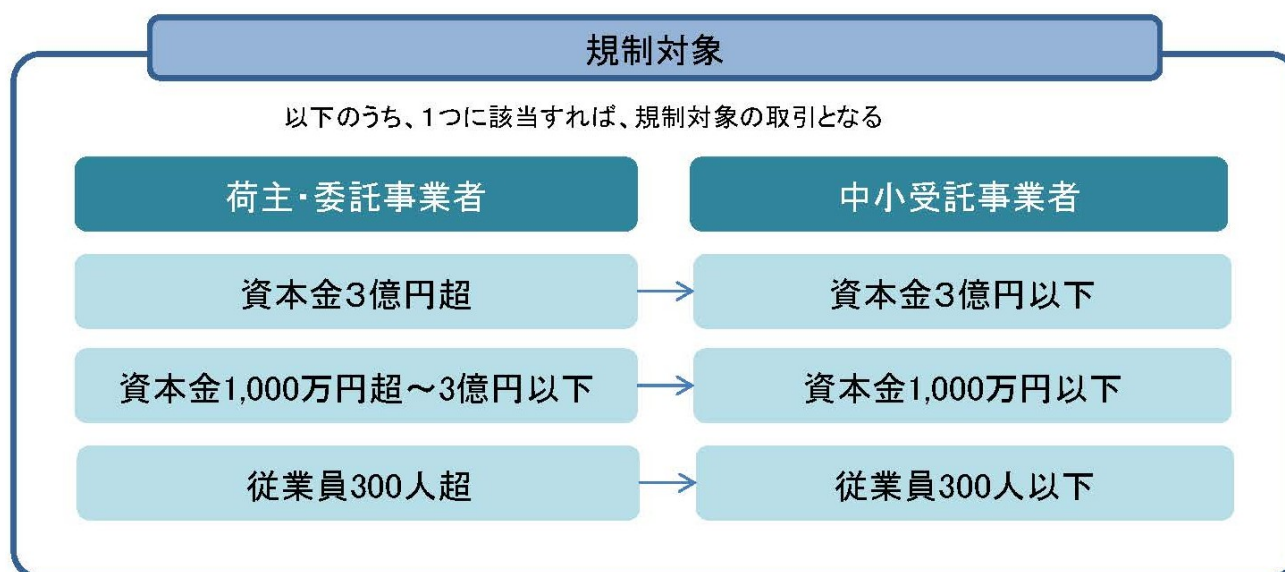 規制対象
以下のうち、1つに該当すれば、規制対象の取引となる
荷主・委託事業者
中小受託事業者
資本金3億円超
資本金3億円以下
資本金1,000万円超～3億円以下
資本金1,000万円以下
従業員300人超
従業員300人以下